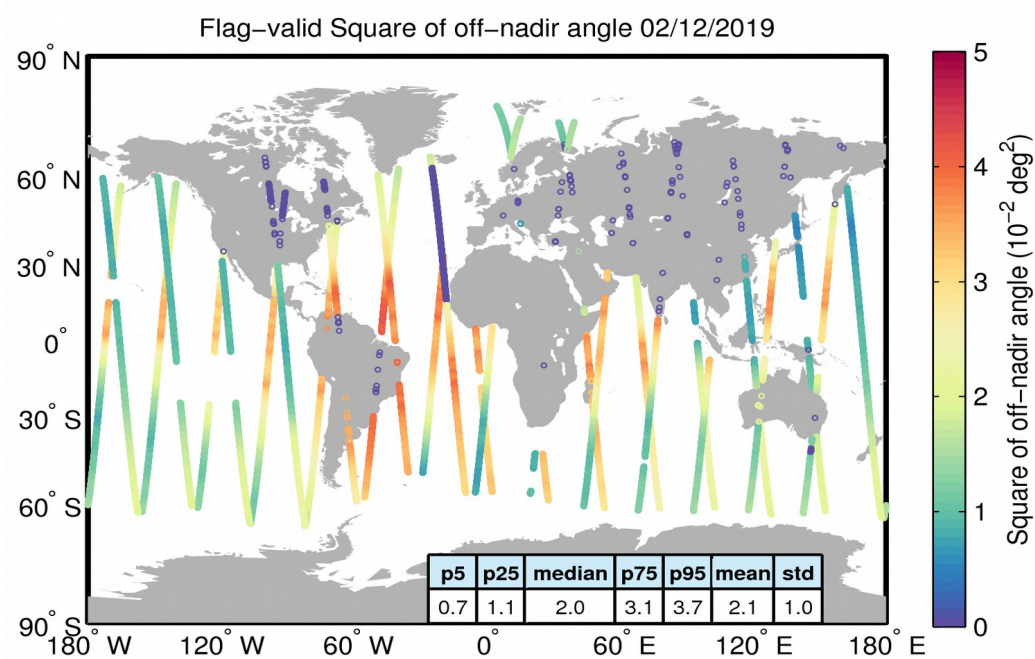 Flag−valid Square of off−nadir angle 02/12/2019
90° N
60° N
30° N
0°
30° S
60° S
90° S
180° W
120° W
60° W
0°
60° E
120° E
180° E
p5 p25 median p75 p95 mean std
0.7 1.1 2.0 3.1 3.7 2.1 1.0
5
4
3
2
1
0
Square of off−nadir angle (10⁻² deg²)